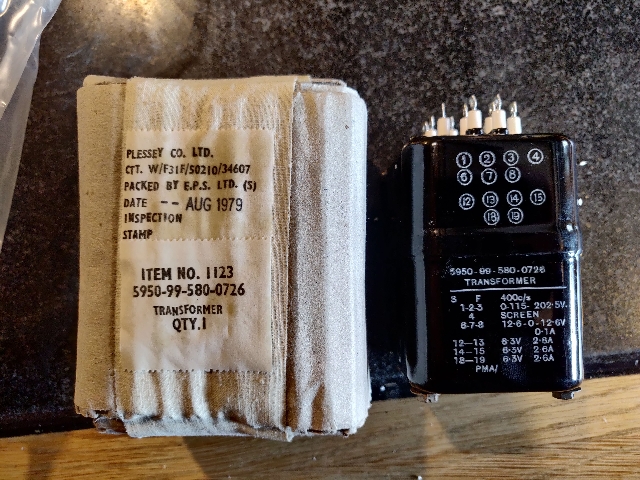 PLESSEY CO. LTD.
CTT. W/F31F/50210/34607
PACKED BY E.P.S. LTD. (S)
DATE -- AUG 1979
INSPECTION
STAMP
ITEM NO. 1123
5950-99-580-0726
TRANSFORMER
QTY.1
1 2 3 4
6 7 8
12 13 14 15
18 19
5950-99-580-0726
TRANSFORMER
S F 400c/s
1-2-3 0-115-202·5V.
4 SCREEN
6-7-8 12·6-0-12·6V
0·1A
12—13 6·3V 2·6A
14—15 6·3V 2·6A
18—19 6·3V 2·6A
PMA/